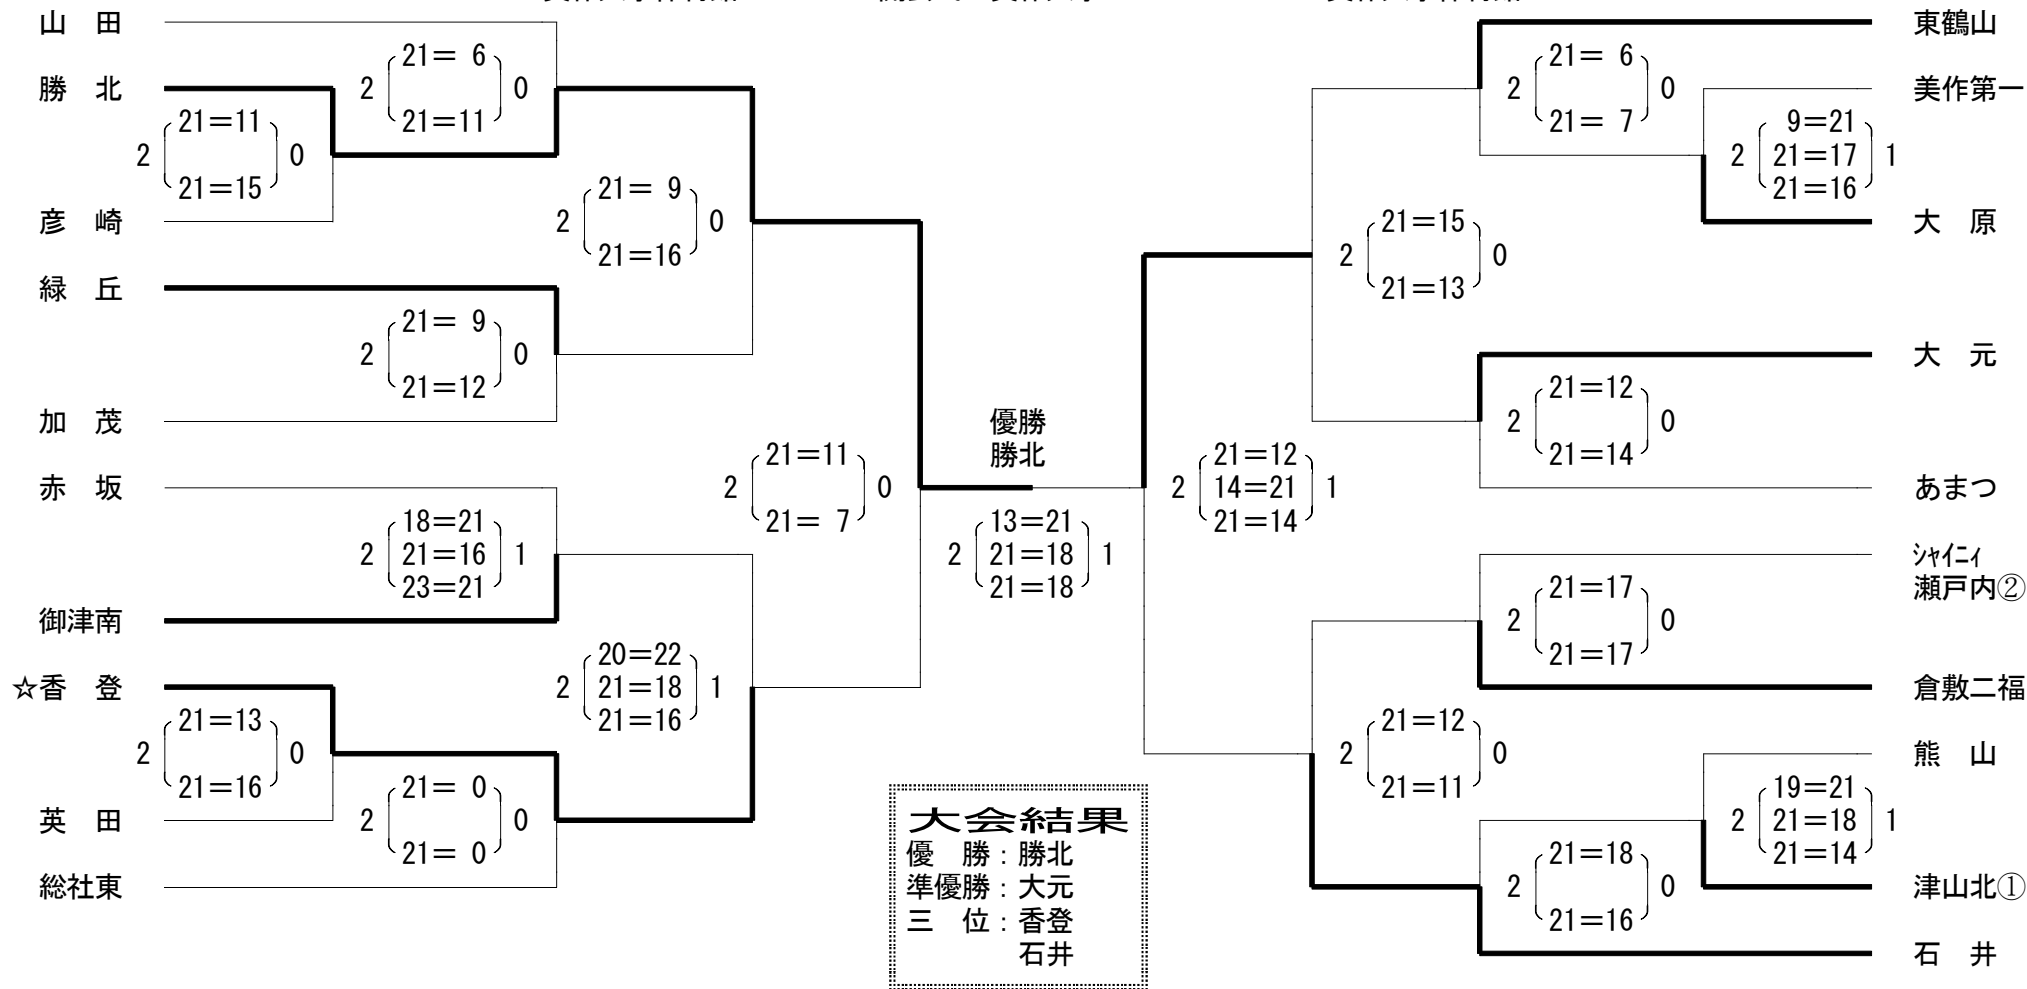 山　田
勝　北
彦　崎
緑　丘
加　茂
赤　坂
御津南
☆香　登
英　田
総社東
2 21＝11 0
21＝15
2 21＝13 0
21＝16
2 21＝ 6 0
21＝11
2 21＝ 9 0
21＝12
2 18＝21 1
21＝16
23＝21
2 21＝ 0 0
21＝ 0
2 21＝ 9 0
21＝16
2 20＝22 1
21＝18
21＝16
2 21＝11 0
21＝ 7
優勝
勝北
2 13＝21 1
21＝18
21＝18
2 21＝12 1
14＝21
21＝14
2 21＝15 0
21＝13
2 21＝12 0
21＝11
2 21＝ 6 0
21＝ 7
2 21＝12 0
21＝14
2 21＝17 0
21＝17
2 21＝18 0
21＝16
2 9＝21 1
21＝17
21＝16
2 19＝21 1
21＝18
21＝14
東鶴山
美作第一
大　原
大　元
あまつ
ｼｬｲﾆｨ
瀬戸内②
倉敷二福
熊　山
津山北①
石　井
大会結果
優　勝：勝北
準優勝：大元
三　位：香登
石井